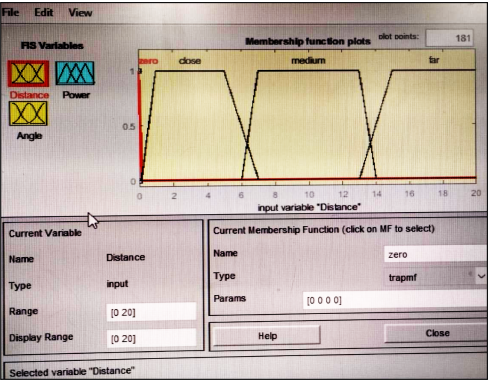 File Edit View
FIS Variables
Distance
Power
Angle
Membership function plots
plot points:
181
zero
close
medium
far
1
0.5
0
0 2 4 6 8 10 12 14 16 18 20
input variable "Distance"
Current Variable
Name Distance
Type input
Range [0 20]
Display Range [0 20]
Current Membership Function (click on MF to select)
Name zero
Type trapmf
Params [0 0 0 0]
Help
Close
Selected variable "Distance"